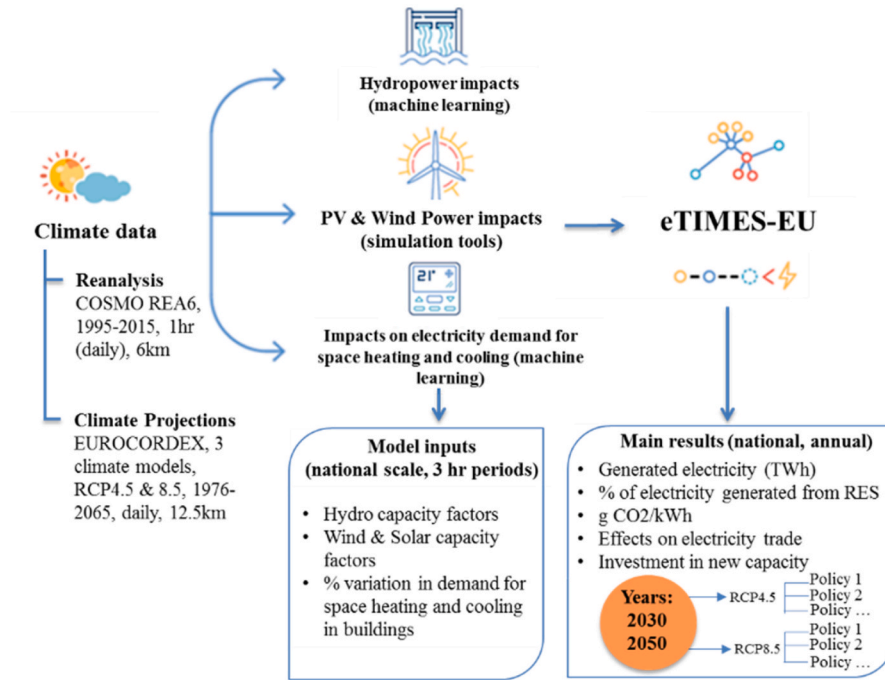 Hydropower impacts
(machine learning)
Climate data
PV & Wind Power impacts
(simulation tools)
eTIMES-EU
Reanalysis
COSMO REA6,
1995-2015, 1hr
(daily), 6km
21°
Impacts on electricity demand for
space heating and cooling (machine
learning)
Climate Projections
EUROCORDEX, 3
climate models,
RCP4.5 & 8.5, 1976-
2065, daily, 12.5km
Model inputs
(national scale, 3 hr periods)
• Hydro capacity factors
• Wind & Solar capacity
factors
• % variation in demand for
space heating and cooling
in buildings
Main results (national, annual)
• Generated electricity (TWh)
• % of electricity generated from RES
• g CO2/kWh
• Effects on electricity trade
• Investment in new capacity
Years:
2030
2050
RCP4.5
Policy 1
Policy 2
Policy …
RCP8.5
Policy 1
Policy 2
Policy …